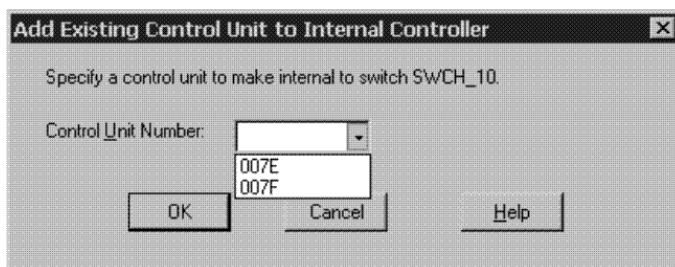 Add Existing Control Unit to Internal Controller
Specify a control unit to make internal to switch SWCH_10.
Control Unit Number:
007E
007F
OK Cancel Help